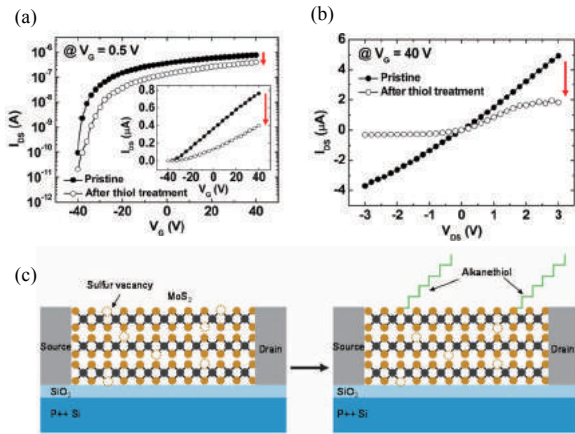 (a)
@ V_G = 0.5 V
I_DS (A)
10^-6
10^-7
10^-8
10^-9
10^-10
10^-11
10^-12
-40 -20 0 20 40
V_G (V)
Pristine
After thiol treatment
I_DS (μA)
0.8
0.6
0.4
0.2
0.0
-40 -20 0 20 40
V_G (V)
(b)
@ V_G = 40 V
Pristine
After thiol treatment
I_DS (μA)
6
4
2
0
-2
-4
-3 -2 -1 0 1 2 3
V_DS (V)
(c)
Sulfur vacancy
MoS2
Source
Drain
SiO2
P++ Si
Alkanethiol
Source
Drain
SiO2
P++ Si